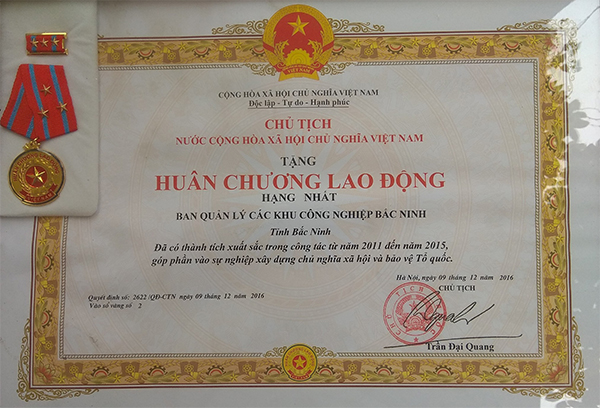 VIỆT NAM
CỘNG HÒA XÃ HỘI CHỦ NGHĨA VIỆT NAM
Độc lập - Tự do - Hạnh phúc
CHỦ TỊCH
NƯỚC CỘNG HÒA XÃ HỘI CHỦ NGHĨA VIỆT NAM
TẶNG
HUÂN CHƯƠNG LAO ĐỘNG
HẠNG NHẤT
BAN QUẢN LÝ CÁC KHU CÔNG NGHIỆP BẮC NINH
Tỉnh Bắc Ninh
Đã có thành tích xuất sắc trong công tác từ năm 2011 đến năm 2015,
góp phần vào sự nghiệp xây dựng chủ nghĩa xã hội và bảo vệ Tổ quốc.
Hà Nội, ngày 09 tháng 12 năm 2016
CHỦ TỊCH
Quyết định số: 2622 /QĐ-CTN ngày 09 tháng 12 năm 2016
Vào sổ vàng số 2
CHỦ TỊCH
Trần Đại Quang